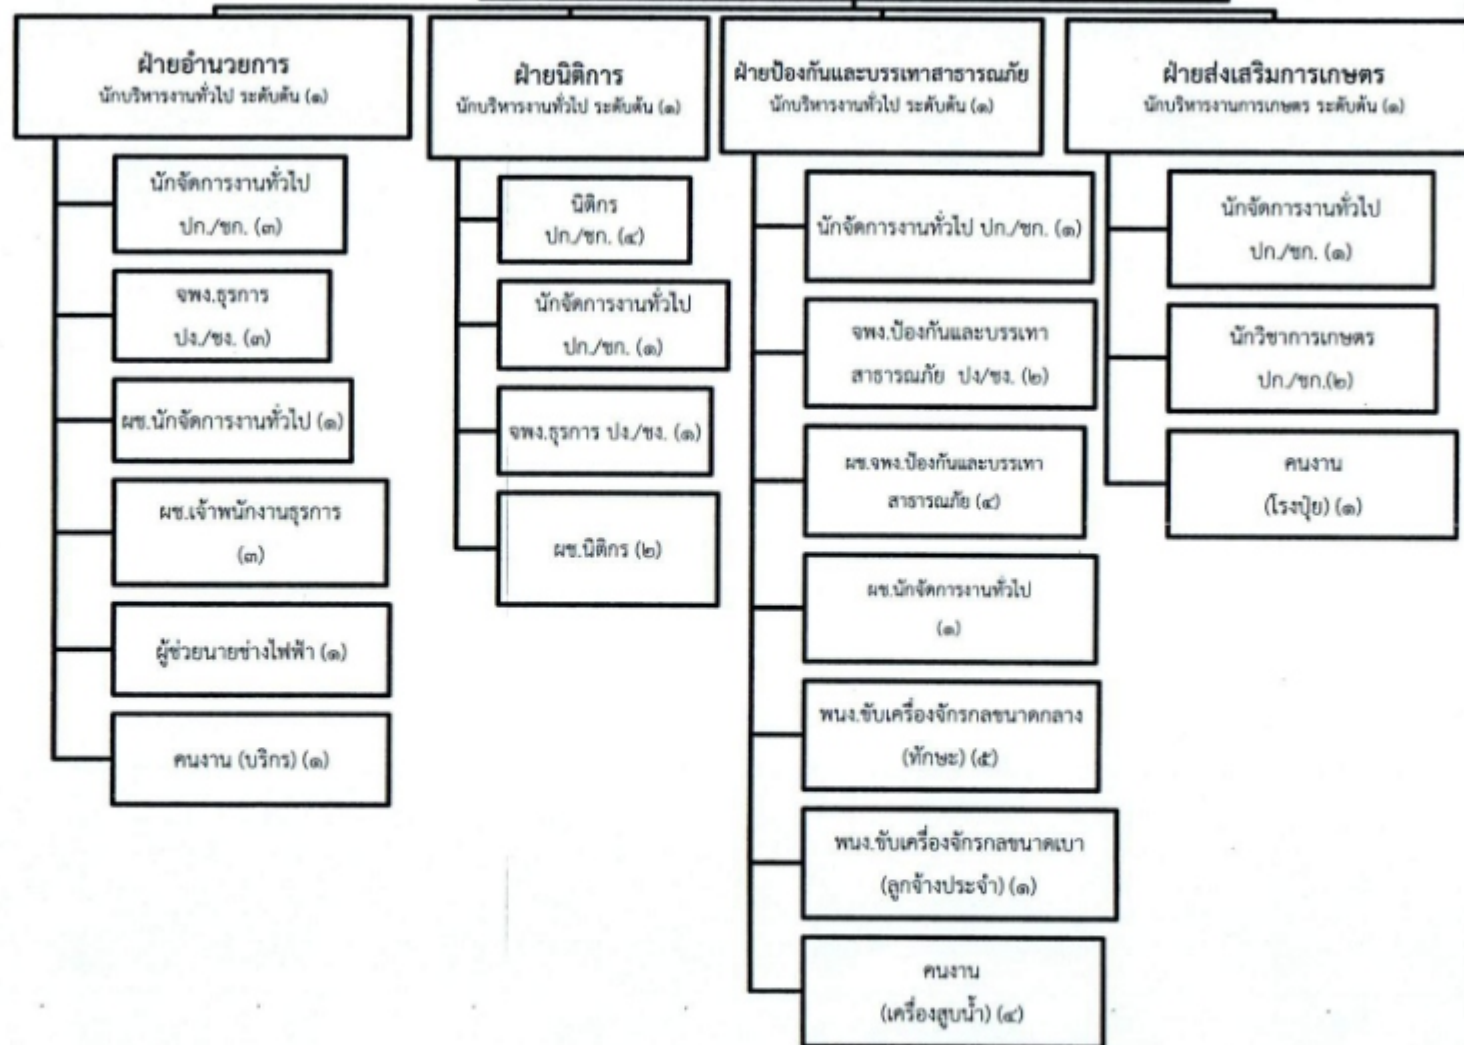 ฝ่ายอำนวยการ
นักบริหารงานทั่วไป ระดับต้น (๑)
นักจัดการงานทั่วไป
ปก./ชก. (๓)
จพง.ธุรการ
ปง./ชง. (๓)
ผช.นักจัดการงานทั่วไป (๑)
ผช.เจ้าพนักงานธุรการ
(๓)
ผู้ช่วยนายช่างไฟฟ้า (๑)
คนงาน (บริกร) (๑)
ฝ่ายนิติการ
นักบริหารงานทั่วไป ระดับต้น (๑)
นิติกร
ปก./ชก. (๔)
นักจัดการงานทั่วไป
ปก./ชก. (๑)
จพง.ธุรการ ปง./ชง. (๑)
ผช.นิติกร (๒)
ฝ่ายป้องกันและบรรเทาสาธารณภัย
นักบริหารงานทั่วไป ระดับต้น (๑)
นักจัดการงานทั่วไป ปก./ชก. (๑)
จพง.ป้องกันและบรรเทา
สาธารณภัย ปง/ชง. (๒)
ผช.จพง.ป้องกันและบรรเทา
สาธารณภัย (๔)
ผช.นักจัดการงานทั่วไป
(๑)
พนง.ขับเครื่องจักรกลขนาดกลาง
(ทักษะ) (๕)
พนง.ขับเครื่องจักรกลขนาดเบา
(ลูกจ้างประจำ) (๑)
คนงาน
(เครื่องสูบน้ำ) (๔)
ฝ่ายส่งเสริมการเกษตร
นักบริหารงานการเกษตร ระดับต้น (๑)
นักจัดการงานทั่วไป
ปก./ชก. (๑)
นักวิชาการเกษตร
ปก./ชก.(๒)
คนงาน
(โรงปุ๋ย) (๑)